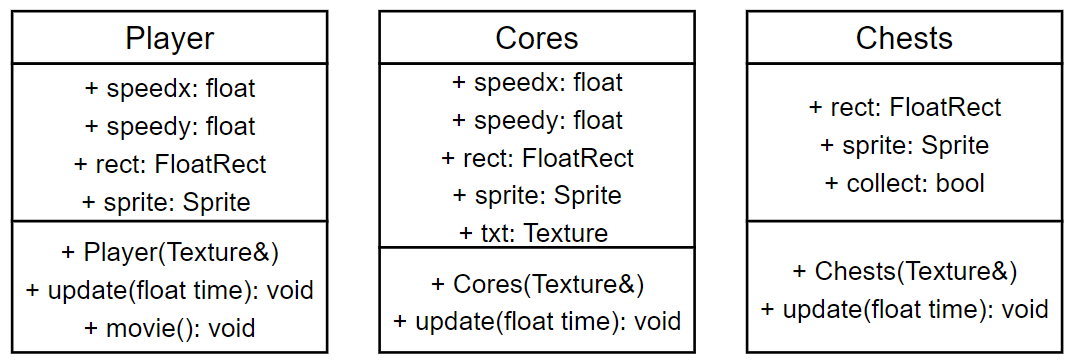 Player
+ speedx: float
+ speedy: float
+ rect: FloatRect
+ sprite: Sprite
+ Player(Texture&)
+ update(float time): void
+ movie(): void
Cores
+ speedx: float
+ speedy: float
+ rect: FloatRect
+ sprite: Sprite
+ txt: Texture
+ Cores(Texture&)
+ update(float time): void
Chests
+ rect: FloatRect
+ sprite: Sprite
+ collect: bool
+ Chests(Texture&)
+ update(float time): void